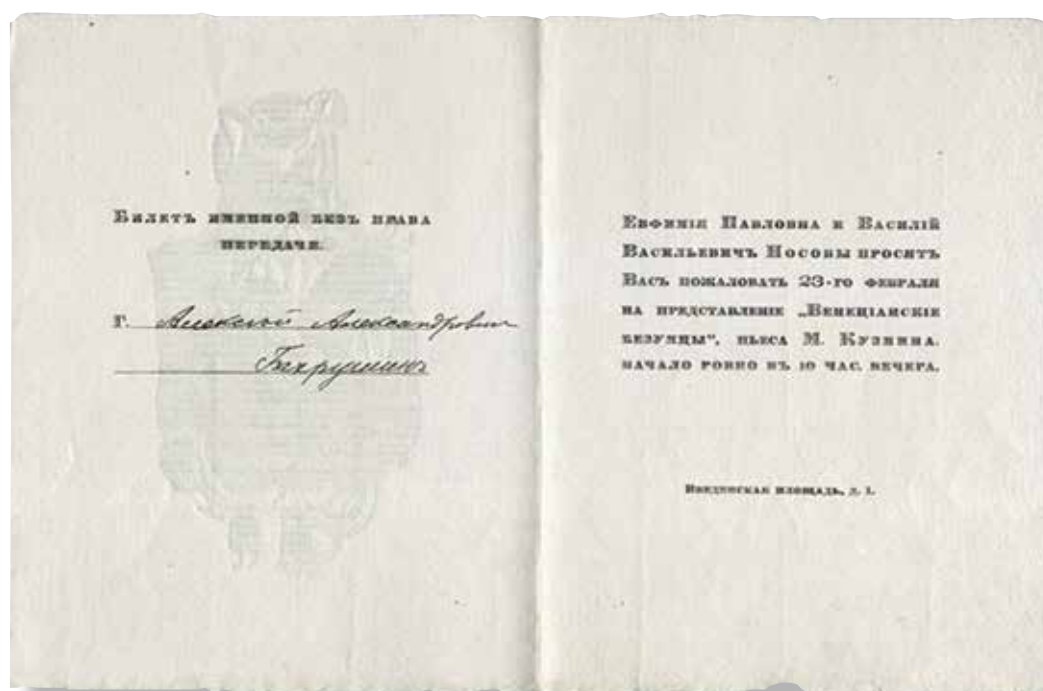 Билетъ именной безъ права
передачи.
г. Алексѣй Александровичъ
Бахрушинъ
Евфимія Павловна и Василій
Васильевичъ Носовы просятъ
Васъ пожаловать 23-го февраля
на представленіе „Венеціанскіе
безумцы“, пьеса М. Кузмина.
Начало ровно въ 10 час. вечера.
Введенская площадь, д. 1.